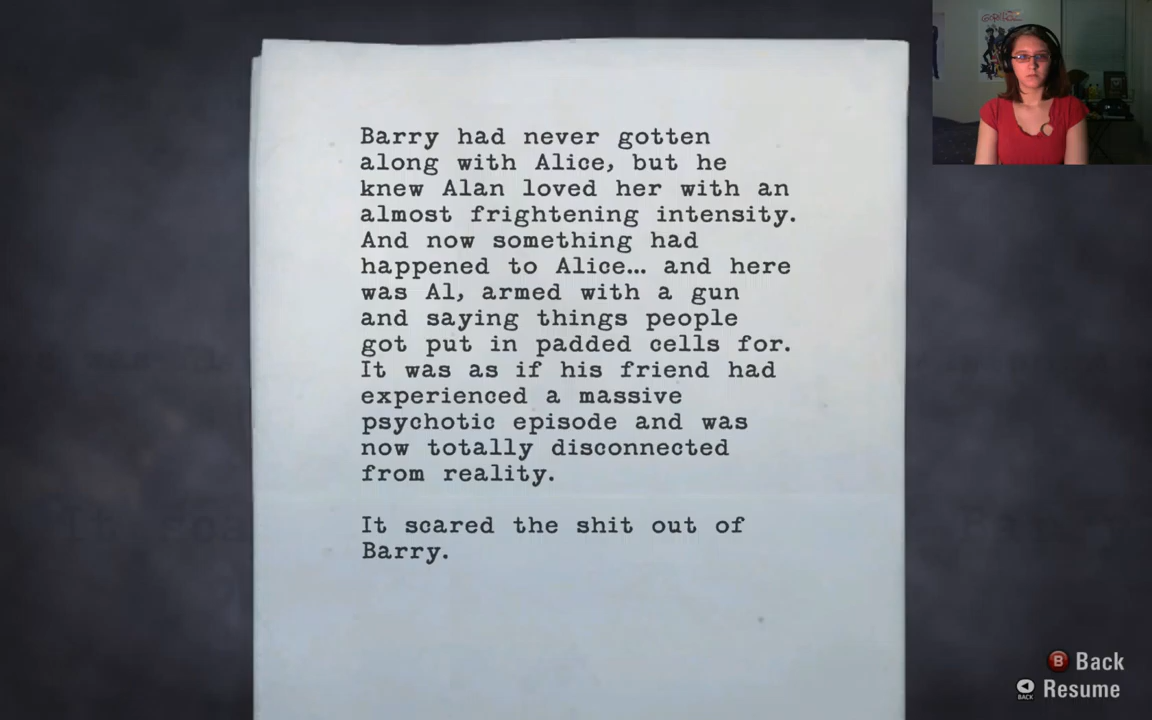 Barry had never gotten
along with Alice, but he
knew Alan loved her with an
almost frightening intensity.
And now something had
happened to Alice... and here
was Al, armed with a gun
and saying things people
got put in padded cells for.
It was as if his friend had
experienced a massive
psychotic episode and was
now totally disconnected
from reality.
It scared the shit out of
Barry.
B Back
BACK Resume